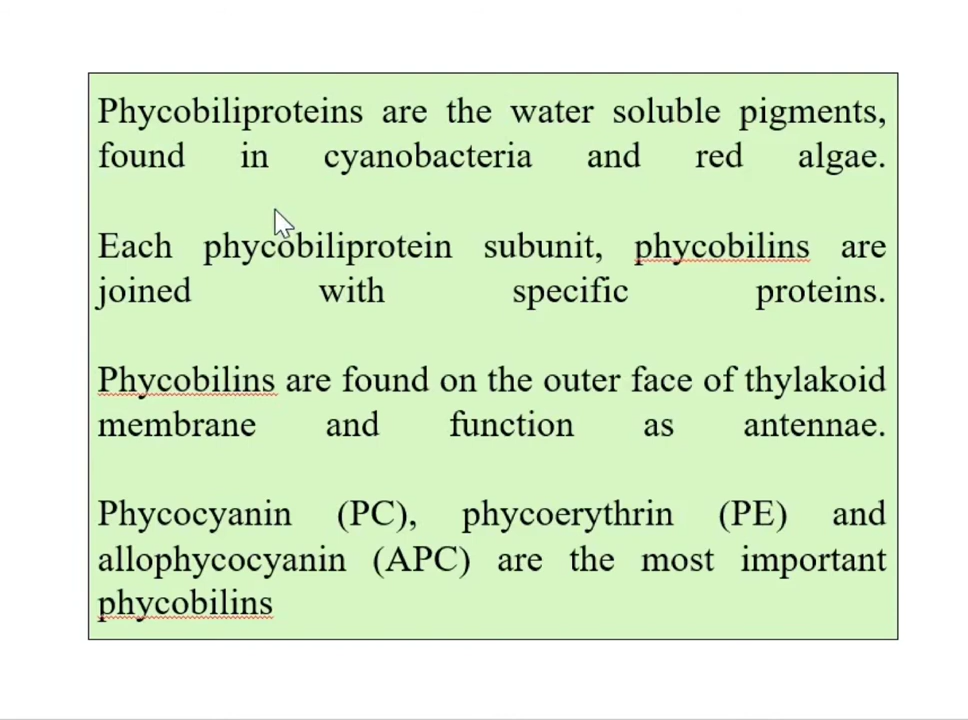 Phycobiliproteins are the water soluble pigments,
found in cyanobacteria and red algae.
Each phycobiliprotein subunit, phycobilins are
joined with specific proteins.
Phycobilins are found on the outer face of thylakoid
membrane and function as antennae.
Phycocyanin (PC), phycoerythrin (PE) and
allophycocyanin (APC) are the most important
phycobilins